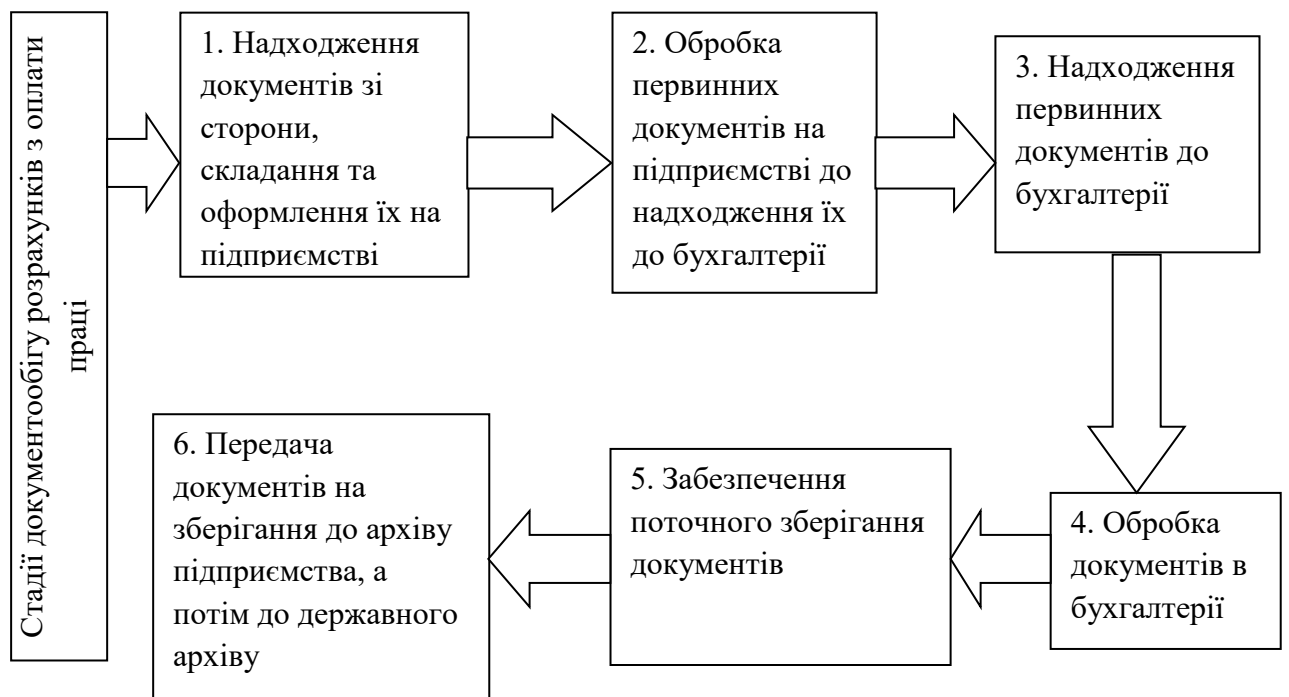 Стадії документообігу розрахунків з оплати
праці
1. Надходження
документів зі
сторони,
складання та
оформлення їх на
підприємстві
2. Обробка
первинних
документів на
підприємстві до
надходження їх
до бухгалтерії
3. Надходження
первинних
документів до
бухгалтерії
4. Обробка
документів в
бухгалтерії
5. Забезпечення
поточного зберігання
документів
6. Передача
документів на
зберігання до архіву
підприємства, а
потім до державного
архіву